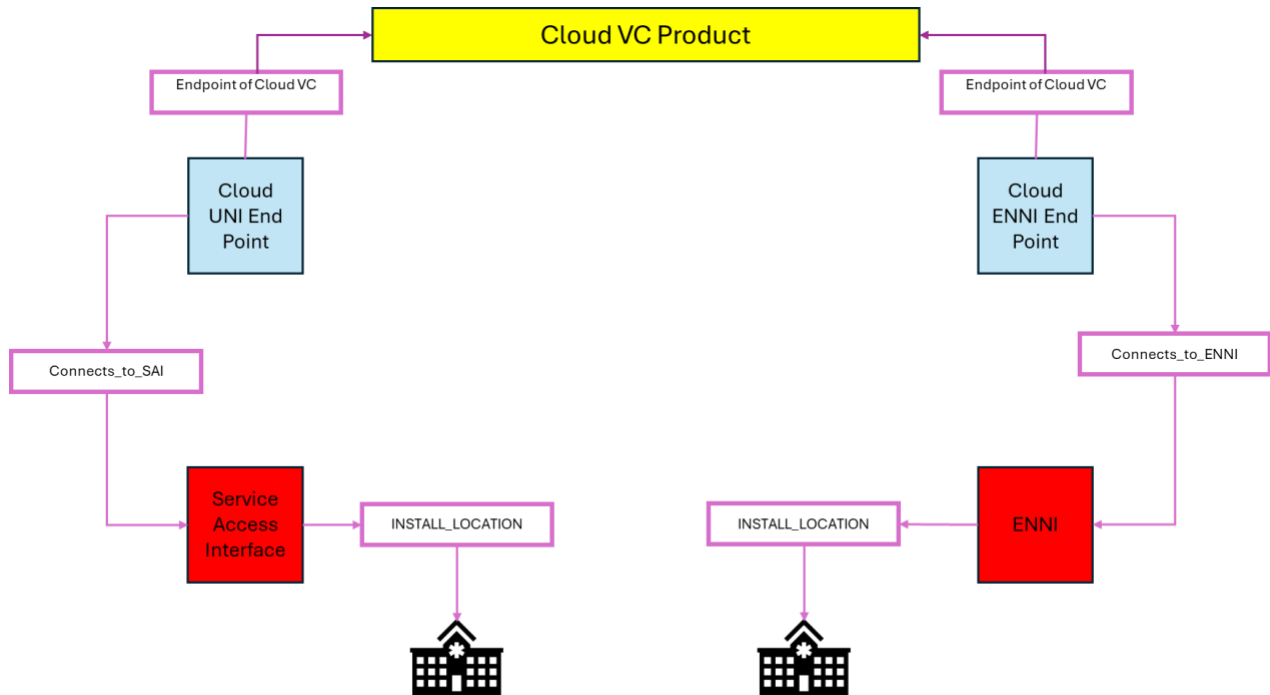 Cloud VC Product
Endpoint of Cloud VC
Endpoint of Cloud VC
Cloud
UNI End
Point
Cloud
ENNI End
Point
Connects_to_SAI
Connects_to_ENNI
Service
Access
Interface
INSTALL_LOCATION
INSTALL_LOCATION
ENNI